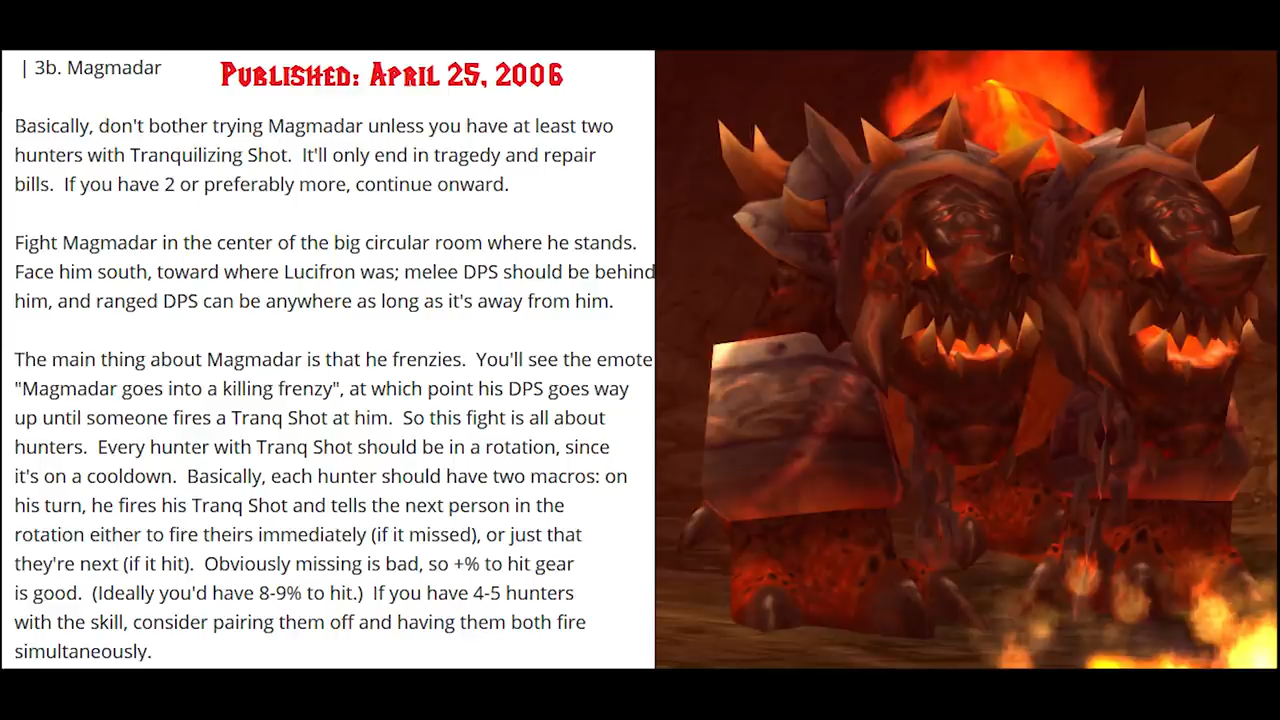 | 3b. Magmadar
Published: April 25, 2006
Basically, don't bother trying Magmadar unless you have at least two
hunters with Tranquilizing Shot.  It'll only end in tragedy and repair
bills.  If you have 2 or preferably more, continue onward.
Fight Magmadar in the center of the big circular room where he stands.
Face him south, toward where Lucifron was; melee DPS should be behind
him, and ranged DPS can be anywhere as long as it's away from him.
The main thing about Magmadar is that he frenzies.  You'll see the emote
"Magmadar goes into a killing frenzy", at which point his DPS goes way
up until someone fires a Tranq Shot at him.  So this fight is all about
hunters.  Every hunter with Tranq Shot should be in a rotation, since
it's on a cooldown.  Basically, each hunter should have two macros: on
his turn, he fires his Tranq Shot and tells the next person in the
rotation either to fire theirs immediately (if it missed), or just that
they're next (if it hit).  Obviously missing is bad, so +% to hit gear
is good.  (Ideally you'd have 8-9% to hit.)  If you have 4-5 hunters
with the skill, consider pairing them off and having them both fire
simultaneously.